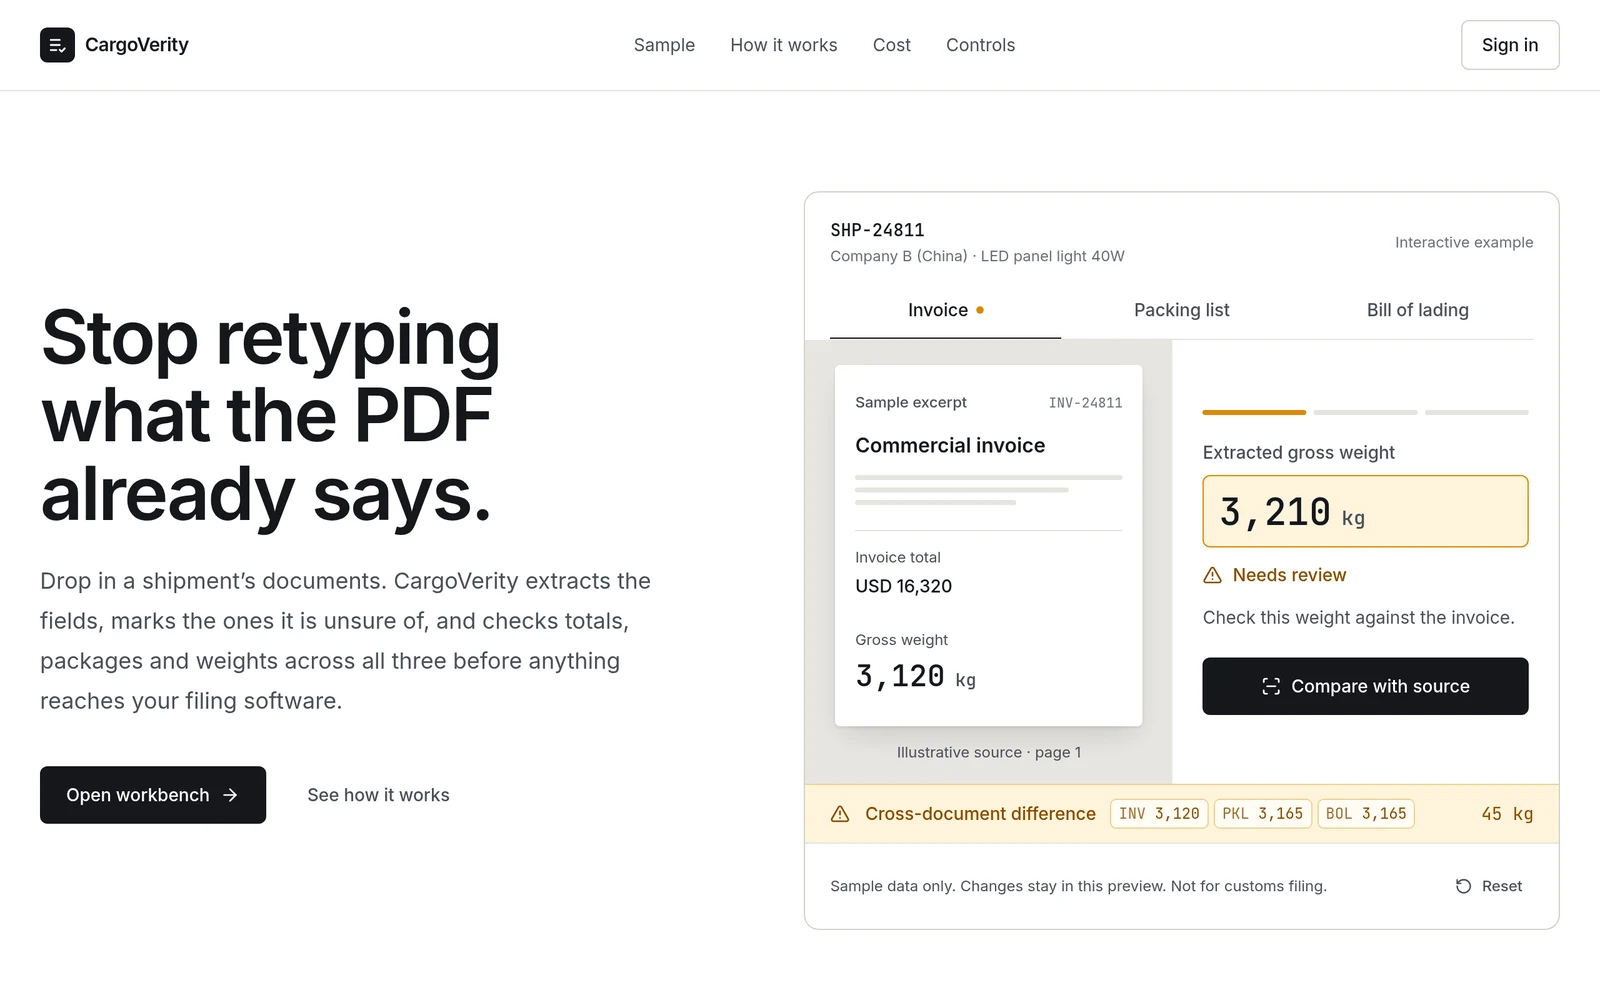 CargoVerity
Sample
How it works
Cost
Controls
Sign in
Stop retyping
what the PDF
already says.
Drop in a shipment’s documents. CargoVerity extracts the
fields, marks the ones it is unsure of, and checks totals,
packages and weights across all three before anything
reaches your filing software.
Open workbench
See how it works
SHP-24811
Company B (China) · LED panel light 40W
Interactive example
Invoice
Packing list
Bill of lading
Sample excerpt
INV-24811
Commercial invoice
Invoice total
USD 16,320
Gross weight
3,120 kg
Illustrative source · page 1
Extracted gross weight
3,210 kg
Needs review
Check this weight against the invoice.
Compare with source
Cross-document difference
INV 3,120
PKL 3,165
BOL 3,165
45 kg
Sample data only. Changes stay in this preview. Not for customs filing.
Reset